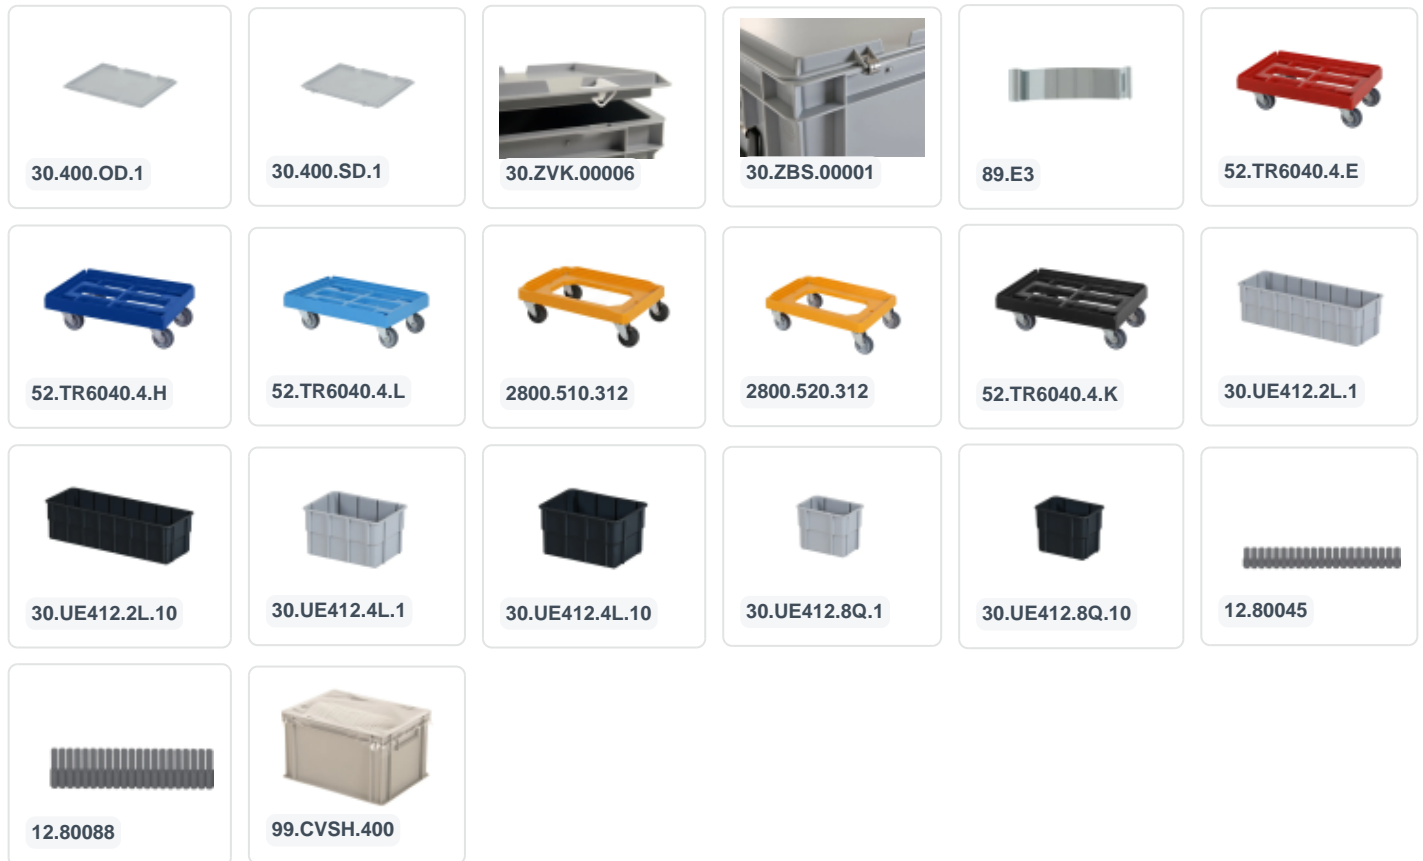 30.400.OD.1
30.400.SD.1
30.ZVK.00006
30.ZBS.00001
89.E3
52.TR6040.4.E
52.TR6040.4.H
52.TR6040.4.L
2800.510.312
2800.520.312
52.TR6040.4.K
30.UE412.2L.1
30.UE412.2L.10
30.UE412.4L.1
30.UE412.4L.10
30.UE412.8Q.1
30.UE412.8Q.10
12.80045
12.80088
99.CVSH.400